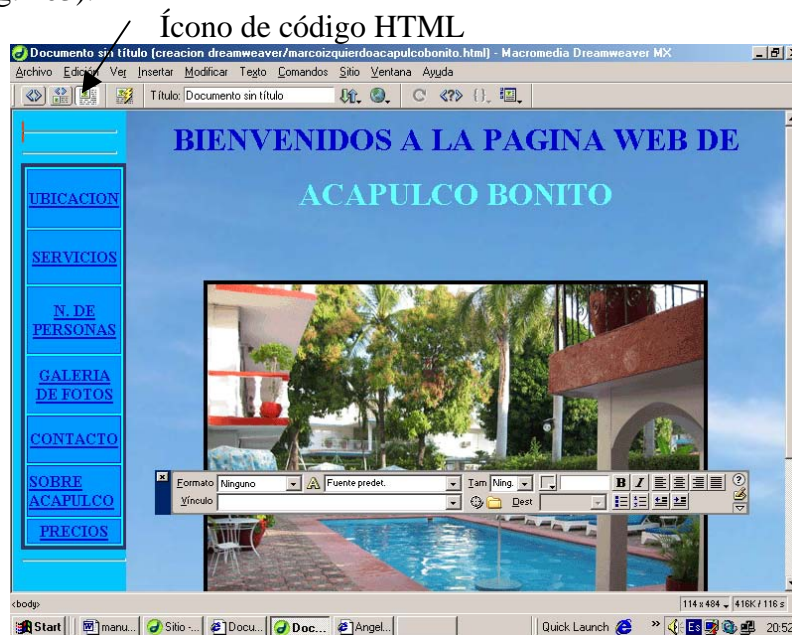 Ícono de código HTML
Documento sin título (creacion dreamweaver/marcoizquierdoacapulcobonito.html) - Macromedia Dreamweaver MX
Archivo Edición Ver Insertar Modificar Texto Comandos Sitio Ventana Ayuda
Título: Documento sin título
BIENVENIDOS A LA PAGINA WEB DE
ACAPULCO BONITO
UBICACION
SERVICIOS
N. DE
PERSONAS
GALERIA
DE FOTOS
CONTACTO
SOBRE
ACAPULCO
PRECIOS
Formato Ninguno Fuente predet. Tam Ning. B I
Vínculo Dest
<body> 114 x 484 416K / 116 s
Start manu... Sitio -... Docu... Doc... Angel... Quick Launch » Es 20:52